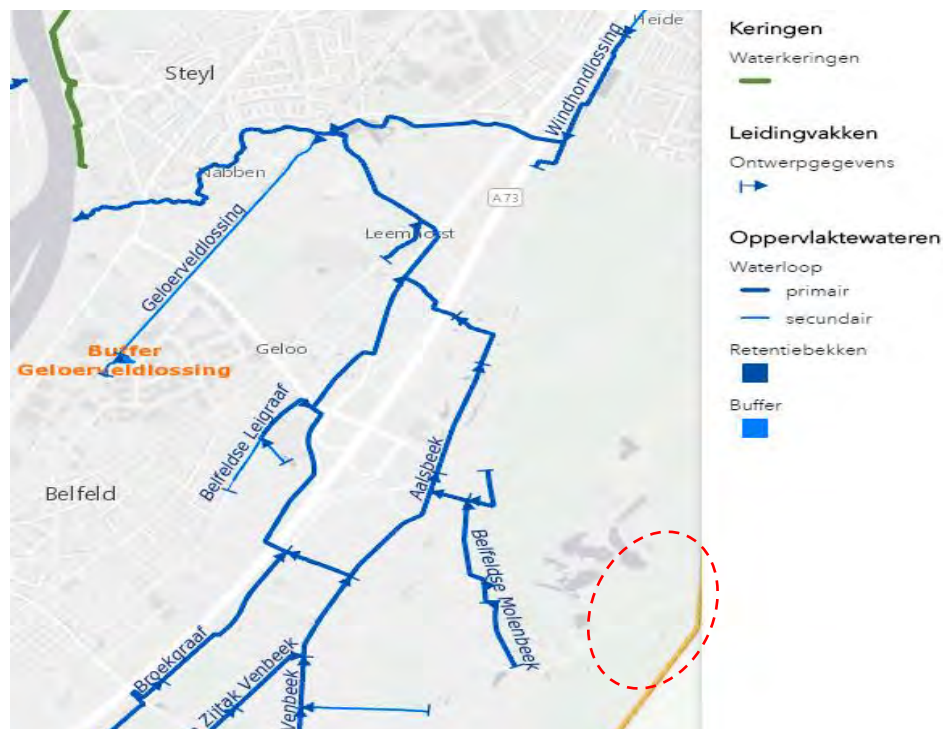 Heide
Steyl
Windhondlossing
Nabben
A 73
Geloerveldlossing
Leemhorst
Buffer
Geloerveldlossing
Geloo
Belfeldse Leigraaf
Belfeld
Aalsbeek
Belfeldse Molenbeek
Broekgraaf
Zijtak Venbeek
Venbeek
Keringen
Waterkeringen
Leidingvakken
Ontwerpgegevens
Oppervlaktewateren
Waterloop
primair
secundair
Retentiebekken
Buffer